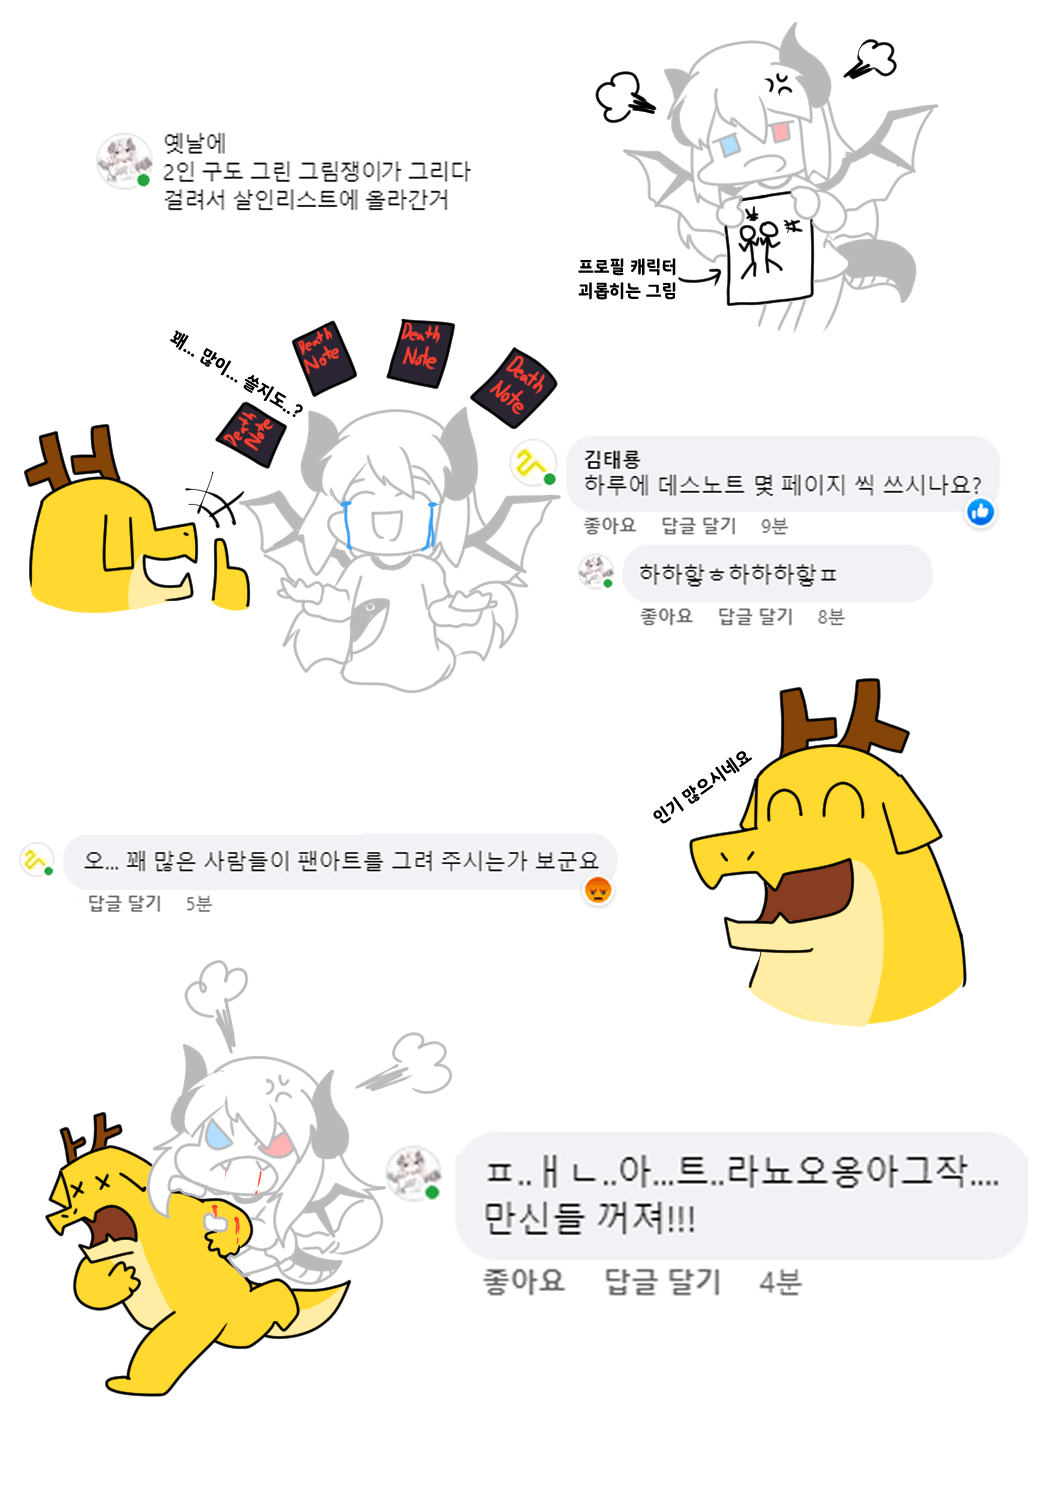 옛날에
2인 구도 그린 그림쟁이가 그리다
걸려서 살인리스트에 올라간거
프로필 캐릭터
괴롭히는 그림
꽤... 많이... 쓸지도..?
Death
Note
Death
Note
Death
Note
Death
Note
김태룡
하루에 데스노트 몇 페이지 씩 쓰시나요?
좋아요 답글 달기 9분
하하핳ㅎ하하하핳ㅍ
좋아요 답글 달기 8분
인기 많으시네요
오... 꽤 많은 사람들이 팬아트를 그려 주시는가 보군요
답글 달기 5분
ㅍ..ㅐㄴ..아...트..라뇨오옹아그작....
만신들 꺼져!!!
좋아요 답글 달기 4분